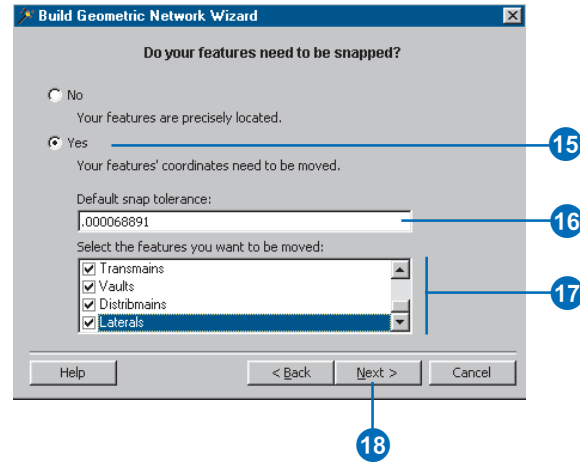 Build Geometric Network Wizard
Do your features need to be snapped?
No
Your features are precisely located.
Yes
15
Your features' coordinates need to be moved.
Default snap tolerance:
.000068891
16
Select the features you want to be moved:
Transmains
Vaults
Distribmains
Laterals
17
Help
< Back
Next >
Cancel
18